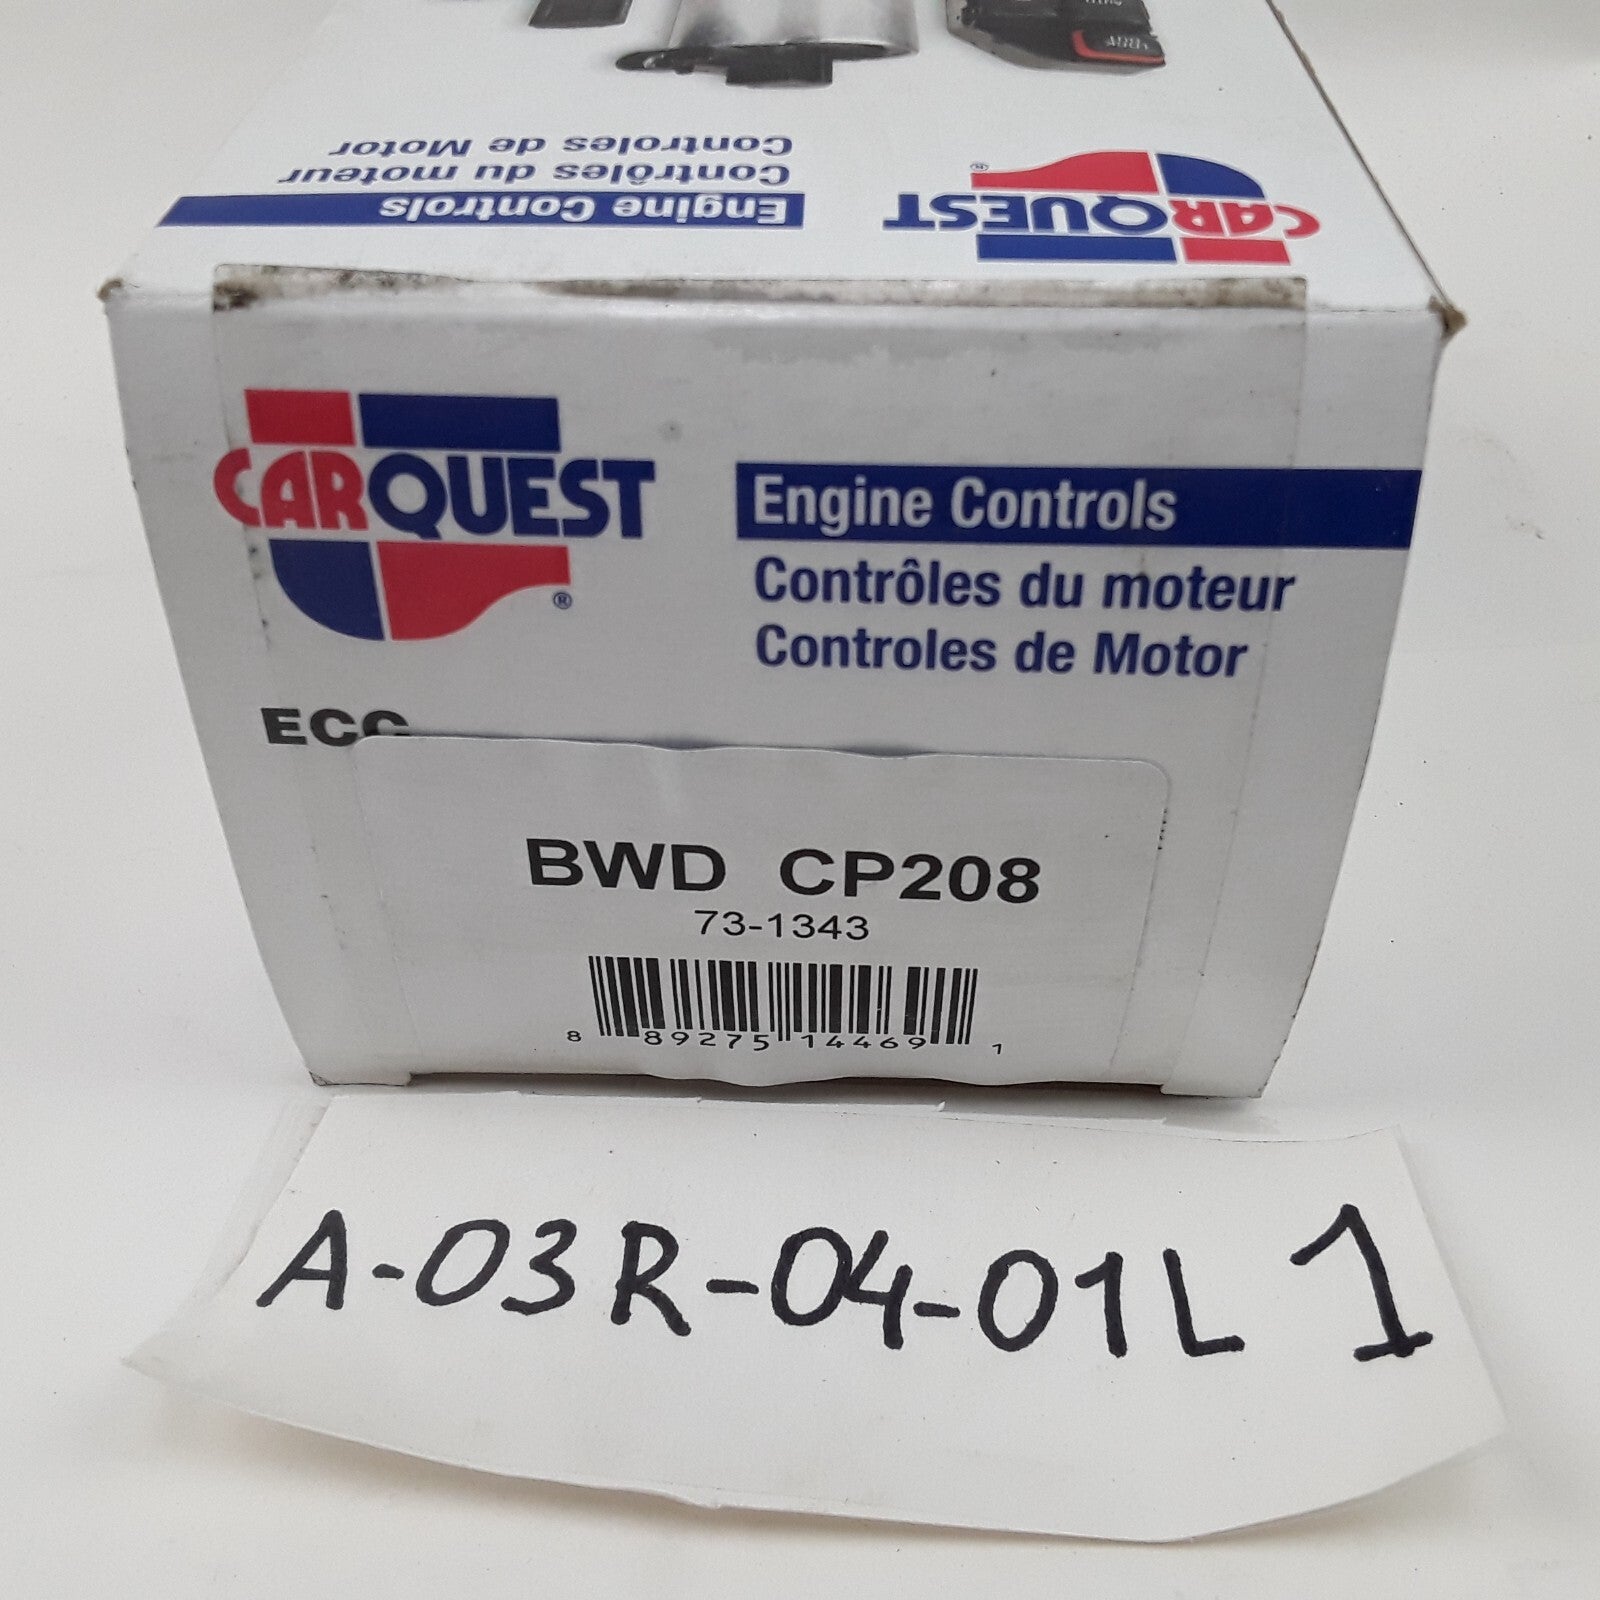 Controles de Motor
Contrôles du moteur
Engine Controls
CARQUEST
®
CARQUEST
®
Engine Controls
Contrôles du moteur
Controles de Motor
BWD CP208
73-1343
8 89275 14469 1
A-03R-04-01L 1